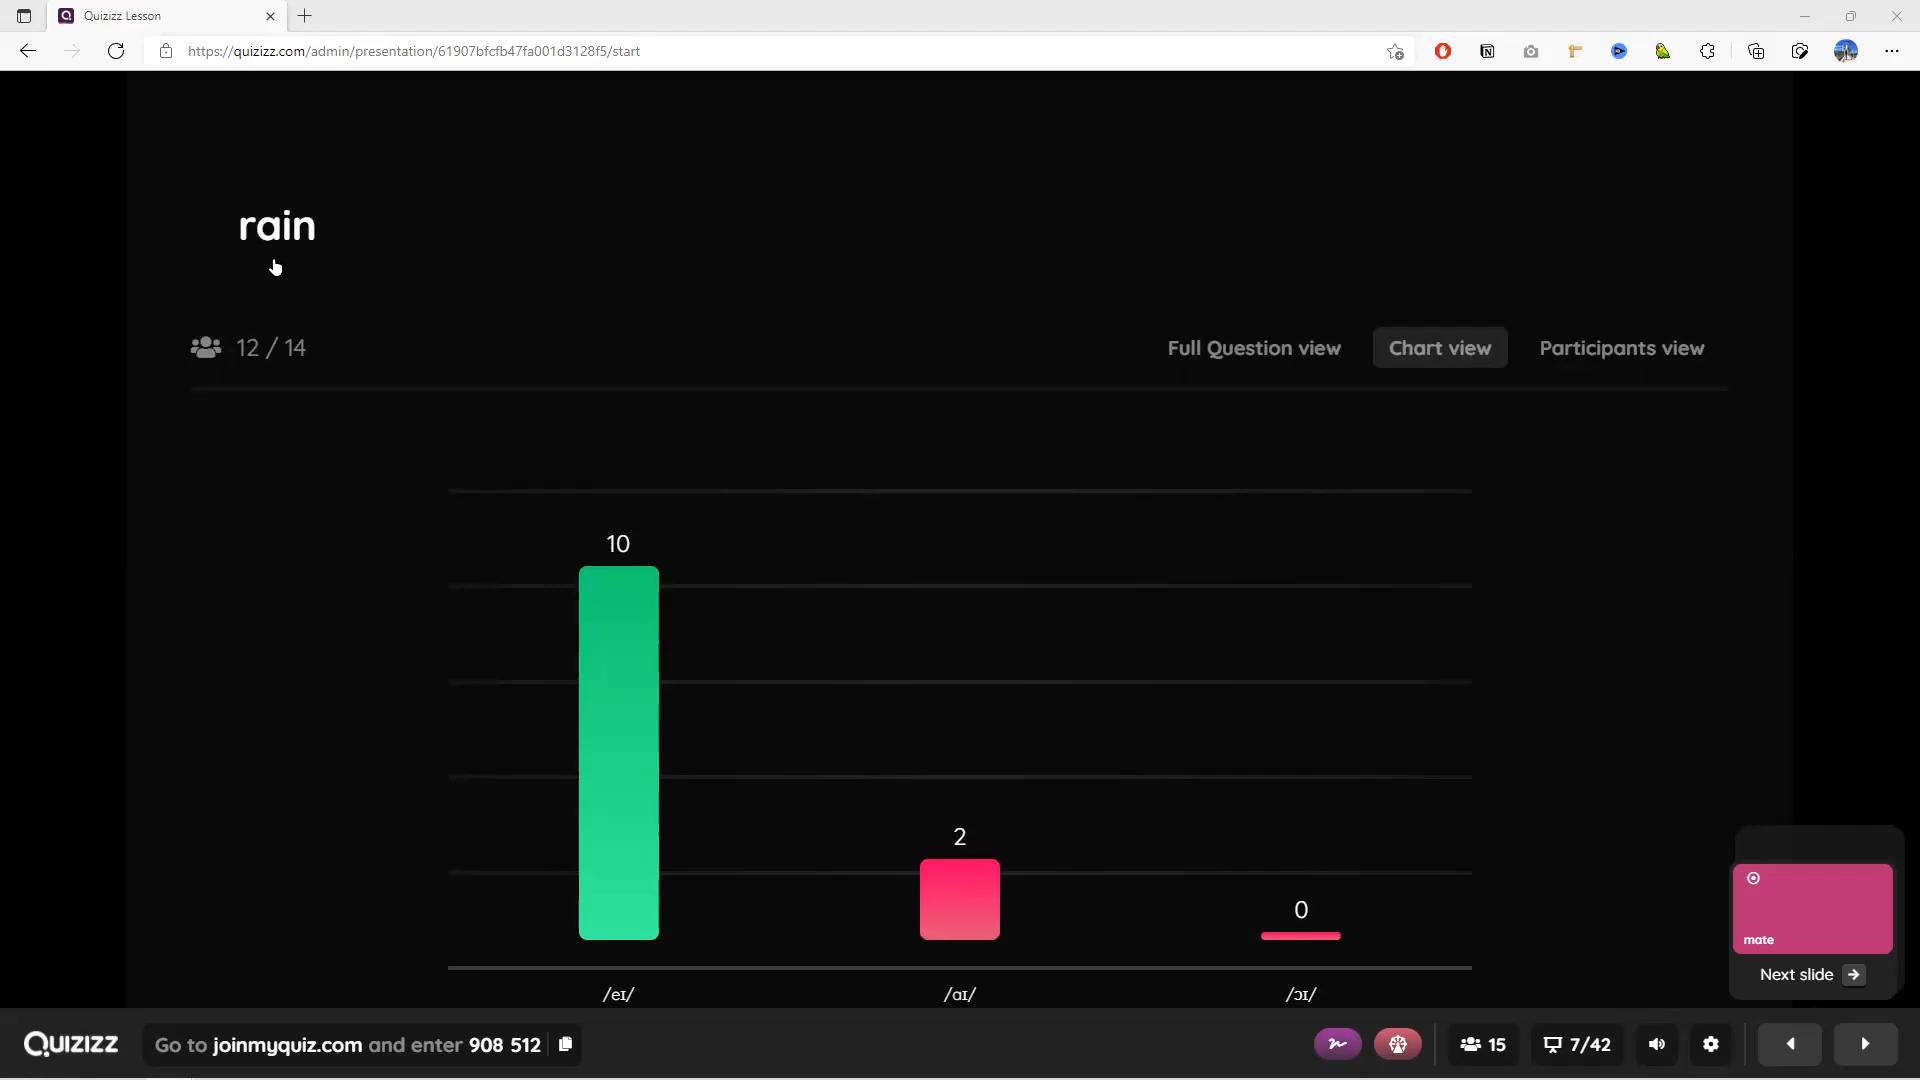 Quizizz Lesson
https://quizizz.com/admin/presentation/61907bfcfb47fa001d3128f5/start
rain
12 / 14
Full Question view
Chart view
Participants view
10
2
0
/eɪ/
/aɪ/
/ɔɪ/
mate
Next slide
QUIZIZZ
Go to joinmyquiz.com and enter 908 512
15
7/42